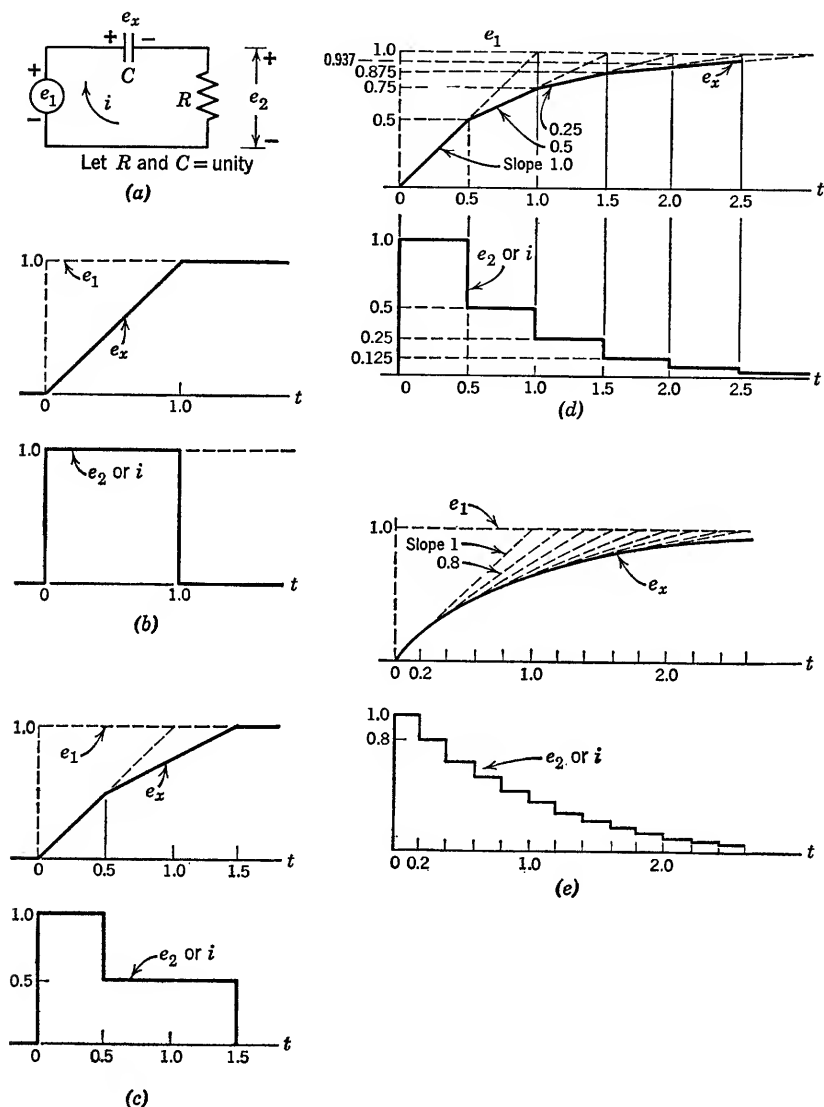 e_x
+ −
C
+
e_1
−
i
R
+
e_2
−
Let R and C = unity
(a)
1.0
e_1
e_x
0 1.0 t
1.0
e_2 or i
0 1.0 t
(b)
1.0
e_1
e_x
0 0.5 1.0 1.5 t
1.0
0.5
e_2 or i
0 0.5 1.0 1.5 t
(c)
e_1
1.0
0.937
0.875
0.75
0.5
e_x
0.25
0.5
Slope 1.0
0 0.5 1.0 1.5 2.0 2.5 t
1.0
0.5
0.25
0.125
e_2 or i
0 0.5 1.0 1.5 2.0 2.5 t
(d)
e_1
1.0
Slope 1
0.8
e_x
0 0.2 1.0 2.0 t
1.0
0.8
e_2 or i
0 0.2 1.0 2.0 t
(e)